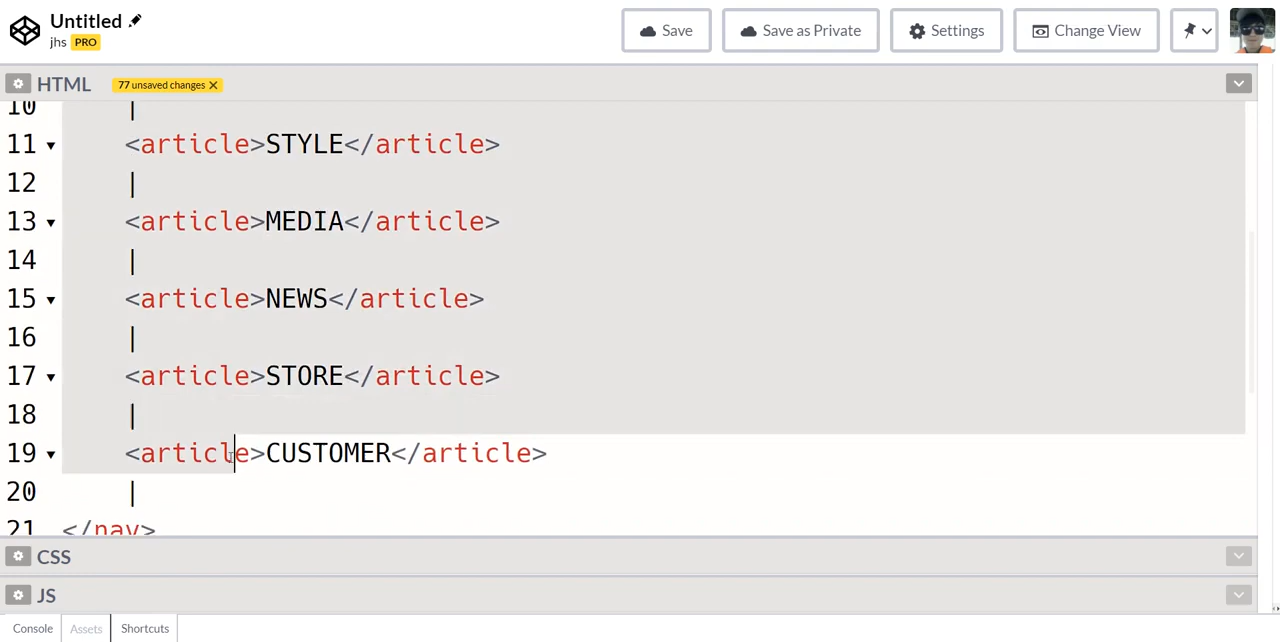 Untitled
jhs PRO
Save
Save as Private
Settings
Change View
HTML
77 unsaved changes X
10 |
11 <article>STYLE</article>
12 |
13 <article>MEDIA</article>
14 |
15 <article>NEWS</article>
16 |
17 <article>STORE</article>
18 |
19 <article>CUSTOMER</article>
20 |
21 </nav>
CSS
JS
Console Assets Shortcuts